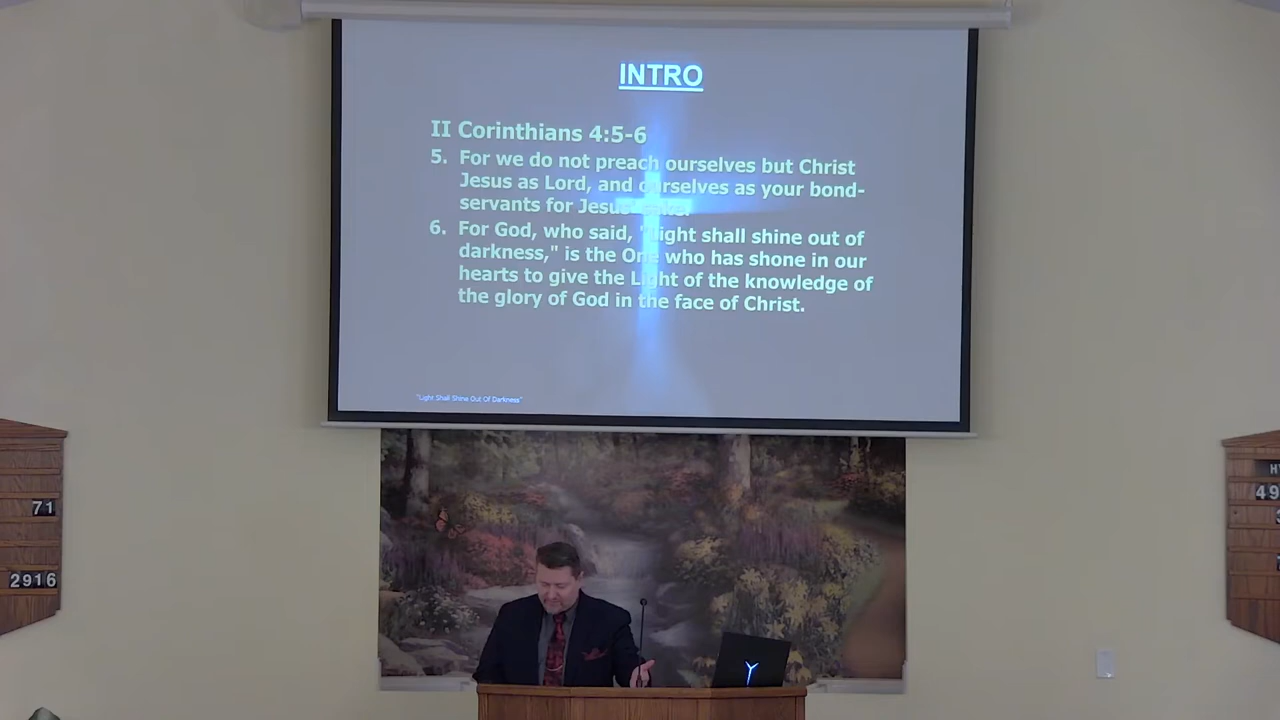 INTRO
II Corinthians 4:5-6
5. For we do not preach ourselves but Christ
Jesus as Lord, and ourselves as your bond-
servants for Jesus' sake.
6. For God, who said, "Light shall shine out of
darkness," is the One who has shone in our
hearts to give the Light of the knowledge of
the glory of God in the face of Christ.
"Light Shall Shine Out Of Darkness"
71
2916
49